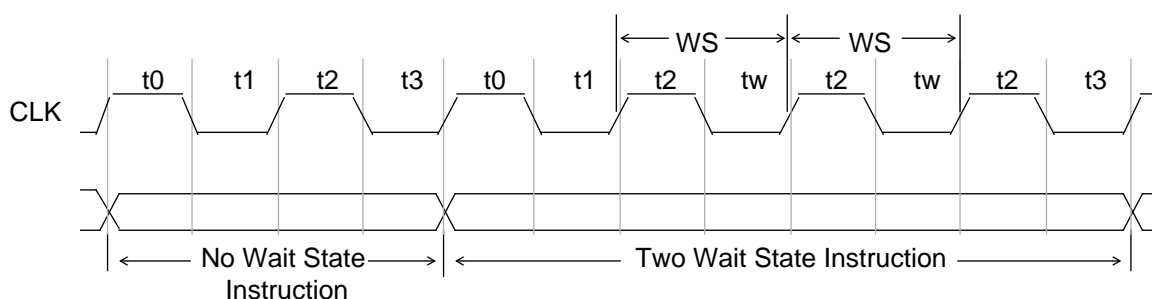 WS WS
t0 t1 t2 t3 t0 t1 t2 tw t2 tw t2 t3
CLK
No Wait State Two Wait State Instruction
Instruction